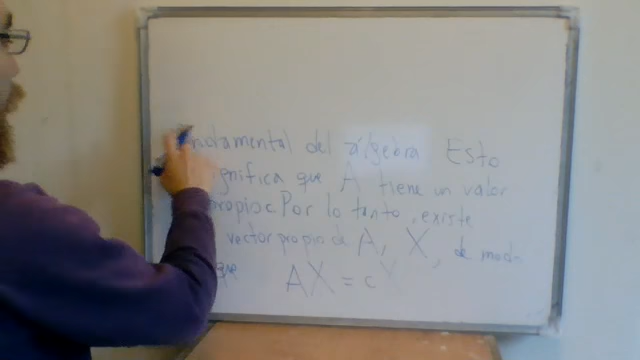 ndamental del álgebra Esto
gnifica que A tiene un valor
propio c. Por lo tanto, existe
vector propio de A, X, de modo
que AX = cX